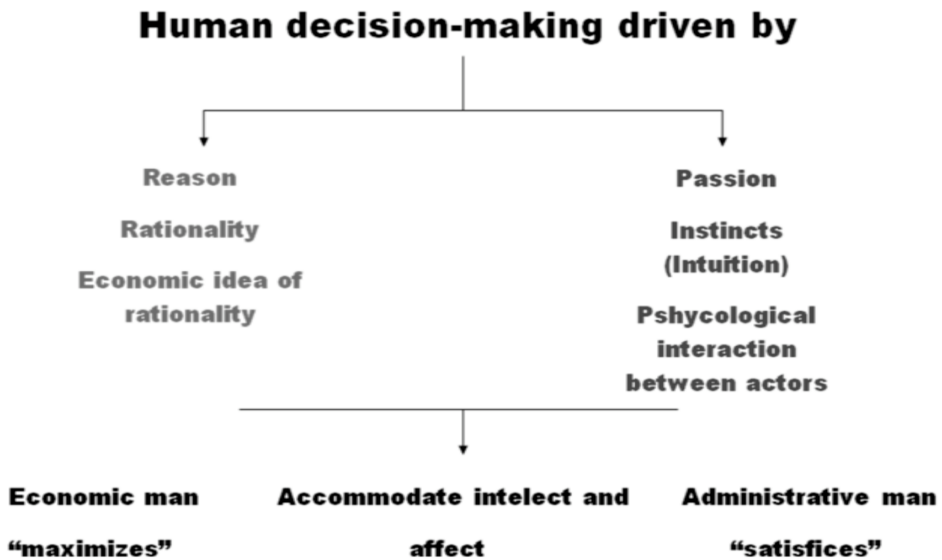 Human decision-making driven by
Reason
Rationality
Economic idea of
rationality
Passion
Instincts
(Intuition)
Pshycological
interaction
between actors
Economic man
“maximizes”
Accommodate intelect and
affect
Administrative man
“satisfices”